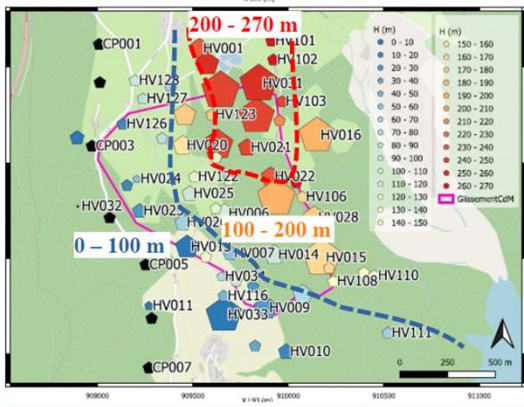 200 - 270 m
CP001
HV001
HV101
HV102
HV128
HV031
HV127
HV103
HV126
HV123
HV016
CP003
HV020
HV021
HV024
HV122
HV022
HV025
HV106
HV032
HV006
HV028
100 - 200 m
0 – 100 m
HV007
HV014
HV015
CP005
HV108
HV110
HV011
HV116
HV033
HV009
HV111
HV010
CP007
H (m)
0 - 10
10 - 20
20 - 30
30 - 40
40 - 50
50 - 60
60 - 70
70 - 80
80 - 90
90 - 100
100 - 110
110 - 120
120 - 130
130 - 140
140 - 150
H (m)
150 - 160
160 - 170
170 - 180
180 - 190
190 - 200
200 - 210
210 - 220
220 - 230
230 - 240
240 - 250
250 - 260
260 - 270
GlissementCdM
0 250 500 m
909000 909500 910000 910500 911000